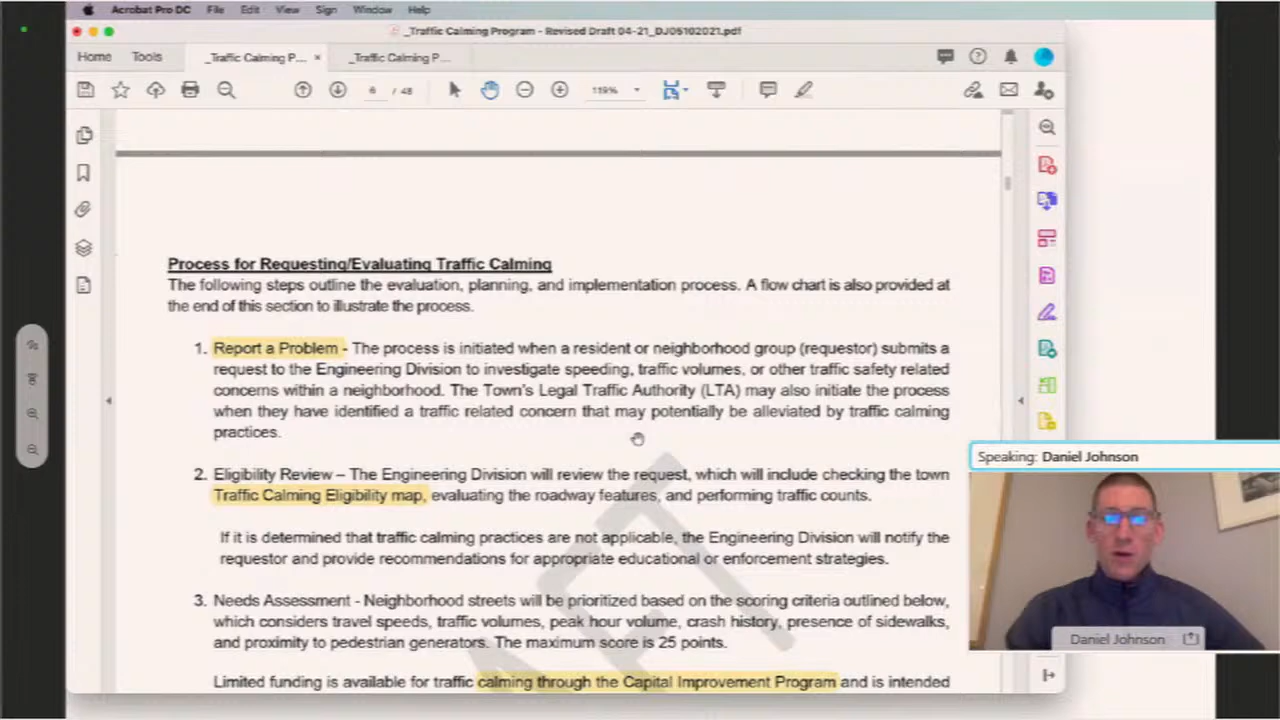 Acrobat Pro DC File Edit View Sign Window Help
_Traffic Calming Program - Revised Draft 04-21_DJ05102021.pdf
Home Tools _Traffic Calming P... × _Traffic Calming P...
6 / 48 119%
Process for Requesting/Evaluating Traffic Calming
The following steps outline the evaluation, planning, and implementation process. A flow chart is also provided at
the end of this section to illustrate the process.
1. Report a Problem - The process is initiated when a resident or neighborhood group (requestor) submits a
request to the Engineering Division to investigate speeding, traffic volumes, or other traffic safety related
concerns within a neighborhood. The Town's Legal Traffic Authority (LTA) may also initiate the process
when they have identified a traffic related concern that may potentially be alleviated by traffic calming
practices.
2. Eligibility Review – The Engineering Division will review the request, which will include checking the town
Traffic Calming Eligibility map, evaluating the roadway features, and performing traffic counts.
If it is determined that traffic calming practices are not applicable, the Engineering Division will notify the
requestor and provide recommendations for appropriate educational or enforcement strategies.
3. Needs Assessment - Neighborhood streets will be prioritized based on the scoring criteria outlined below,
which considers travel speeds, traffic volumes, peak hour volume, crash history, presence of sidewalks,
and proximity to pedestrian generators. The maximum score is 25 points.
Limited funding is available for traffic calming through the Capital Improvement Program and is intended
Speaking: Daniel Johnson
Daniel Johnson